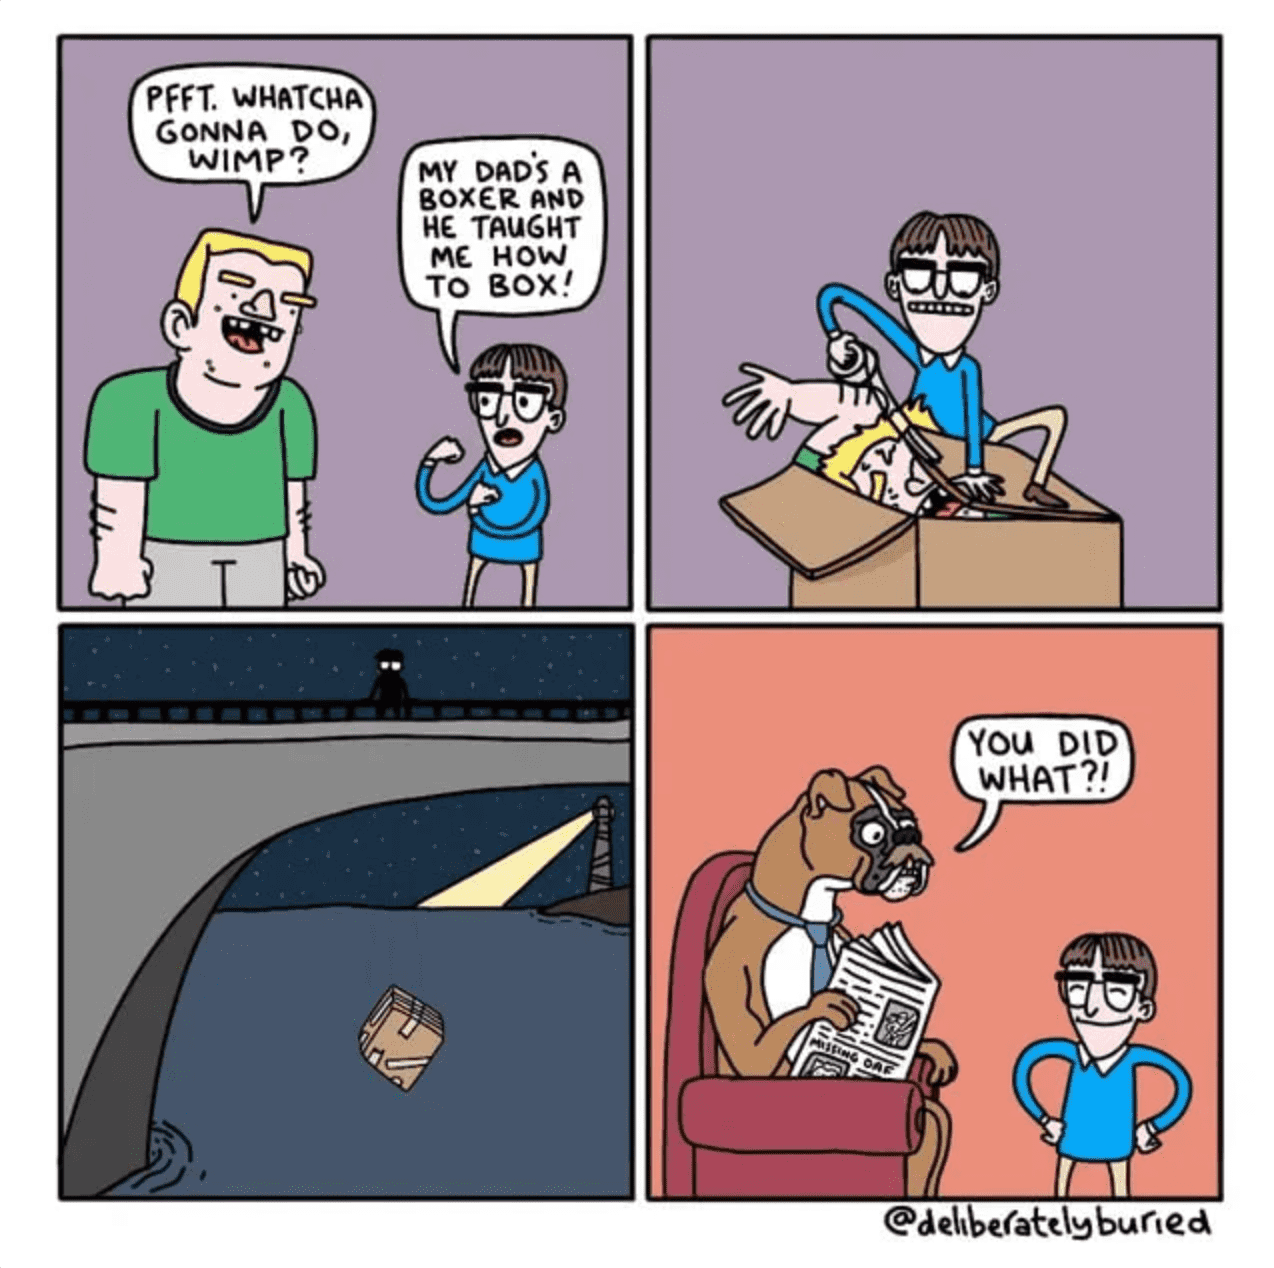 PFFT. WHATCHA
GONNA DO,
WIMP?
MY DAD'S A
BOXER AND
HE TAUGHT
ME HOW
TO BOX!
YOU DID
WHAT?!
MISSING OAF
@deliberatelyburied